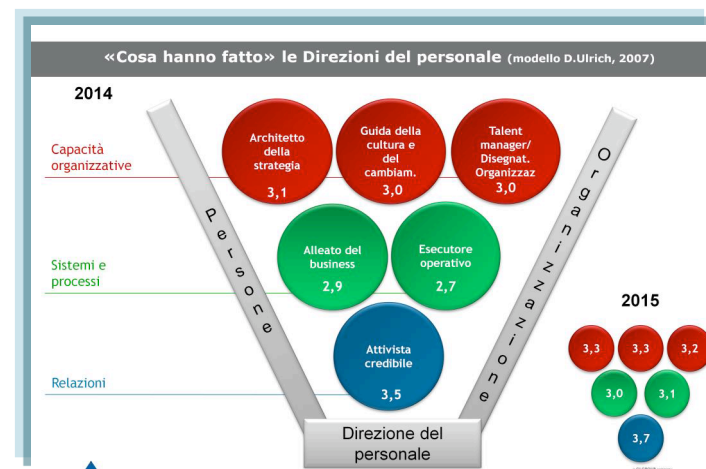 «Cosa hanno fatto» le Direzioni del personale (modello D.Ulrich, 2007)
2014
Capacità
organizzative
Architetto
della
strategia
3,1
Guida della
cultura e
del
cambiam.
3,0
Talent
manager/
Disegnat.
Organizzaz
3,0
Persone
Organizzazione
Sistemi e
processi
Alleato del
business
2,9
Esecutore
operativo
2,7
Relazioni
Attivista
credibile
3,5
Direzione del
personale
2015
3,3
3,3
3,2
3,0
3,1
3,7